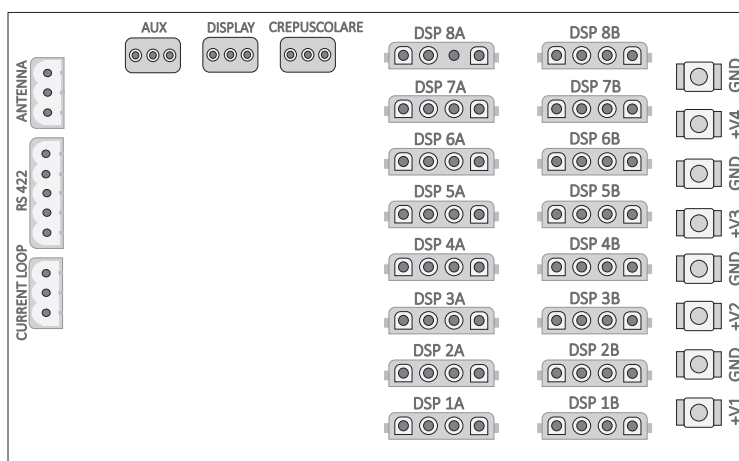 AUX
DISPLAY
CREPUSCOLARE
ANTENNA
RS 422
CURRENT LOOP
DSP 8A
DSP 8B
DSP 7A
DSP 7B
DSP 6A
DSP 6B
DSP 5A
DSP 5B
DSP 4A
DSP 4B
DSP 3A
DSP 3B
DSP 2A
DSP 2B
DSP 1A
DSP 1B
GND
+V4
GND
+V3
GND
+V2
GND
+V1